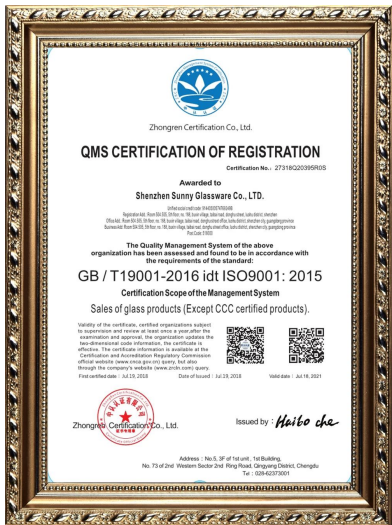 Zhongren Certification Co., Ltd.
QMS CERTIFICATION OF REGISTRATION
Certification No.: 27318Q20395R0S
Awarded to
Shenzhen Sunny Glassware Co., LTD.
The Quality Management System of the above
organization has been assessed and found to be in accordance with
the requirements of the standard:
GB / T19001-2016 idt ISO9001: 2015
Certification Scope of the Management System
Sales of glass products (Except CCC certified products).
Validity of the certificate, certified organizations subject
to supervision and review at least once a year,after the
examination and approval, the organization updates the
two-dimensional code information, the certificate is
effective. The certificate information is available at the
Certification and Accreditation Regulatory Commission
official website (www.cnca.gov.cn) query, but also
through the company's website (www.zrcln.com) query.
First certified date : Jul.19, 2018 Date of Issued : Jul.19, 2018 Valid date : Jul.18, 2021
Zhongren Certification Co., Ltd.
Issued by : Haibo che
Address : No.5, 3F of 1st unit , 1st Building,
No. 73 of 2nd Western Sector 2nd Ring Road, Qingyang District, Chengdu
Tel : 028-62373001